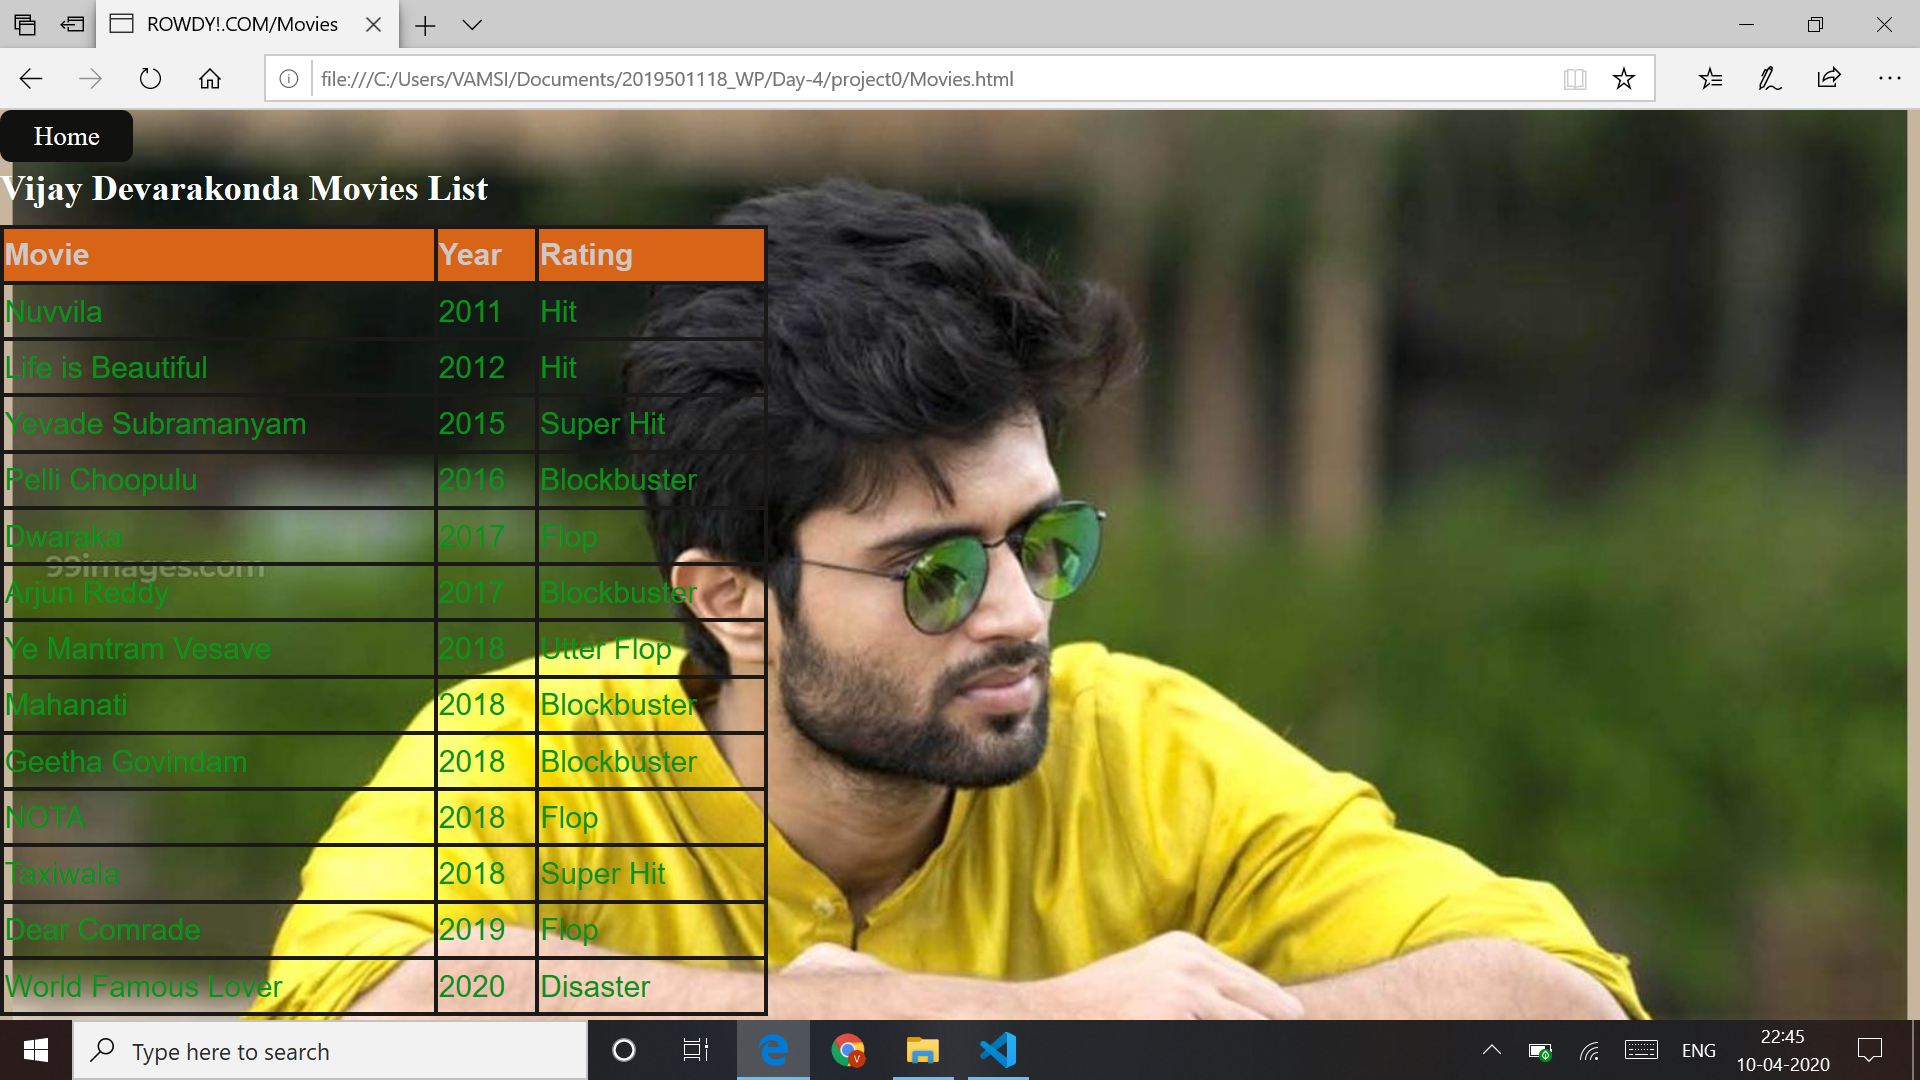 ROWDY!.COM/Movies
file:///C:/Users/VAMSI/Documents/2019501118_WP/Day-4/project0/Movies.html
Home
Vijay Devarakonda Movies List
Movie Year Rating
Nuvvila 2011 Hit
Life is Beautiful 2012 Hit
Yevade Subramanyam 2015 Super Hit
Pelli Choopulu 2016 Blockbuster
Dwaraka 2017 Flop
99images.com
Arjun Reddy 2017 Blockbuster
Ye Mantram Vesave 2018 Utter Flop
Mahanati 2018 Blockbuster
Geetha Govindam 2018 Blockbuster
NOTA 2018 Flop
Taxiwala 2018 Super Hit
Dear Comrade 2019 Flop
World Famous Lover 2020 Disaster
Type here to search
V
ENG
22:45
10-04-2020